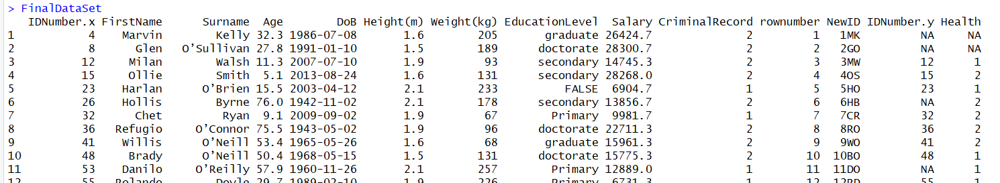 > FinalDataSet
IDNumber.x FirstName Surname Age DoB Height(m) Weight(kg) EducationLevel Salary CriminalRecord rownumber NewID IDNumber.y Health
1 4 Marvin Kelly 32.3 1986-07-08 1.6 205 graduate 26424.7 2 1 1MK NA NA
2 8 Glen O’Sullivan 27.8 1991-01-10 1.5 189 doctorate 28300.7 2 2 2GO NA NA
3 12 Milan Walsh 11.3 2007-07-10 1.9 93 secondary 14745.3 2 3 3MW 12 1
4 15 Ollie Smith 5.1 2013-08-24 1.6 131 secondary 28268.0 2 4 4OS 15 2
5 23 Harlan O’Brien 15.5 2003-04-12 2.1 233 FALSE 6904.7 1 5 5HO 23 1
6 26 Hollis Byrne 76.0 1942-11-02 2.1 178 secondary 13856.7 2 6 6HB NA 2
7 32 Chet Ryan 9.1 2009-09-02 1.9 67 Primary 9981.7 1 7 7CR 32 2
8 36 Refugio O’Connor 75.5 1943-05-02 1.9 96 doctorate 22711.3 2 8 8RO 36 2
9 41 Willis O’Neill 53.4 1965-05-26 1.6 68 graduate 15961.3 2 9 9WO 41 2
10 48 Brady O’Neill 50.4 1968-05-15 1.5 131 doctorate 15775.3 2 10 10BO 48 1
11 53 Danilo O’Reilly 57.9 1960-11-26 2.1 257 Primary 12889.0 1 11 11DO NA 1
12 55 Rolando Doyle 29.7 1989-02-10 1.9 226 Primary 6731.3 1 12 12RD 55 1